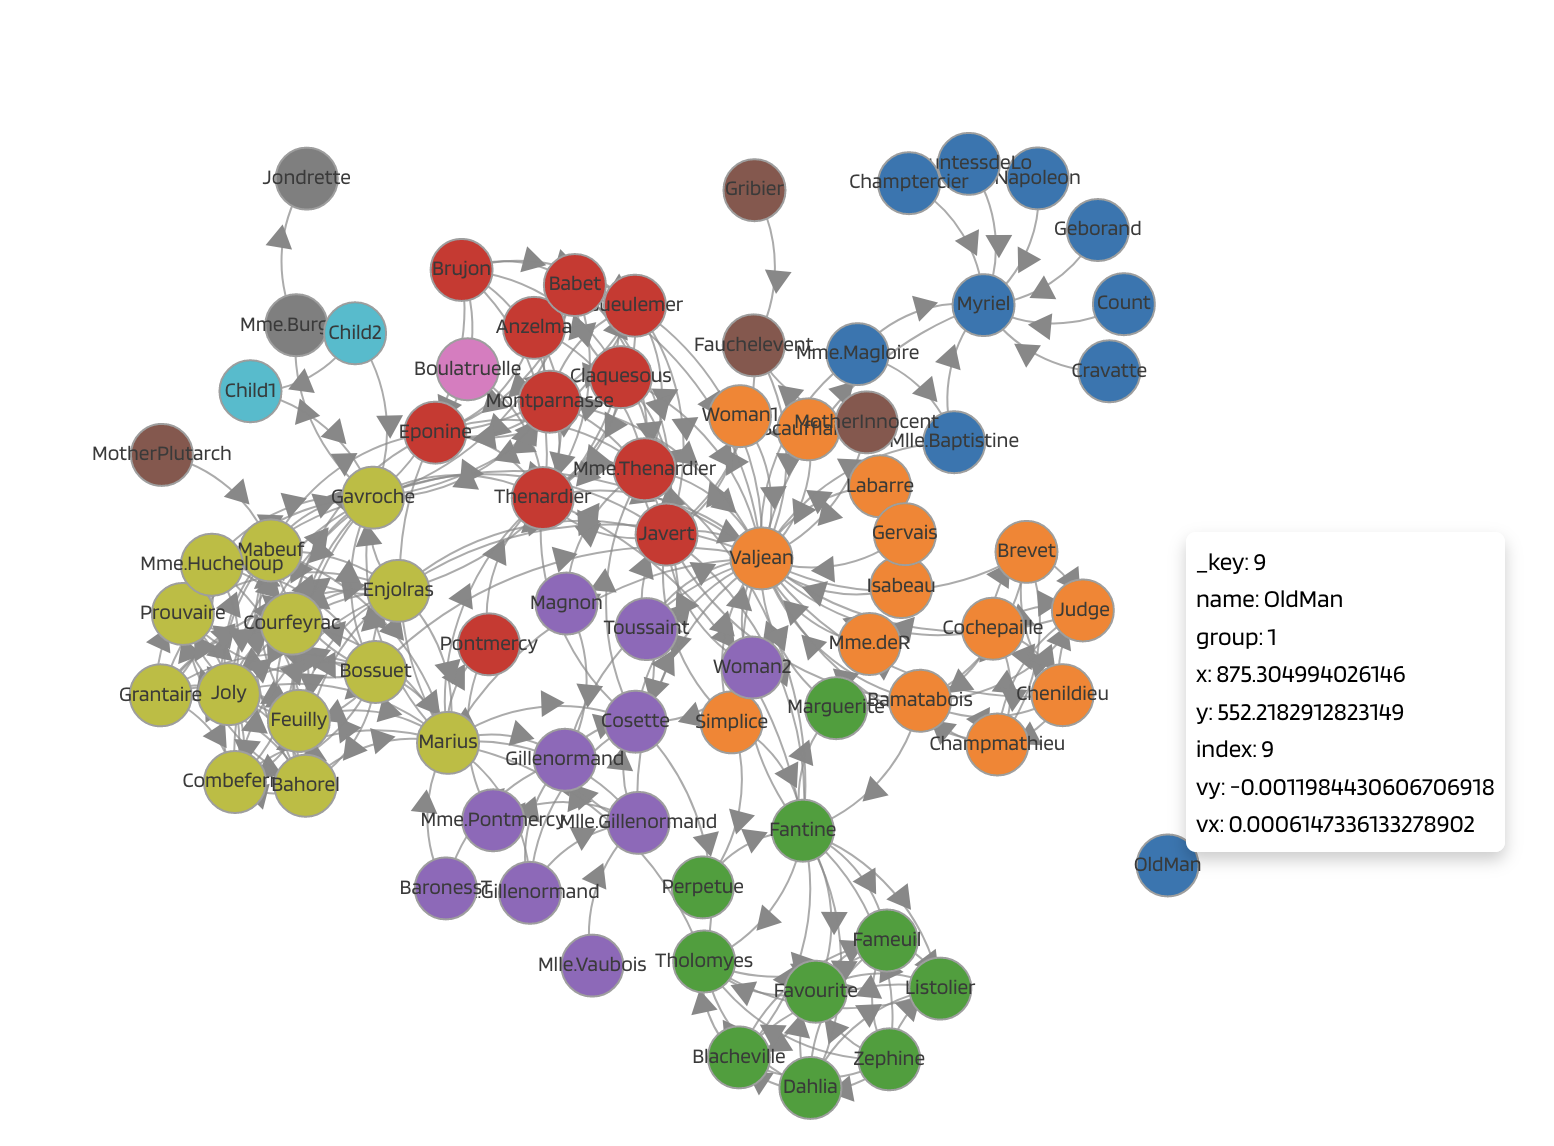 Jondrette
Gribier
Champtercier
untessdeLo
Napoleon
Geborand
Brujon
Babet
ueulemer
Myriel
Count
Mme.Burg
Child2
Anzelma
Fauchelevent
Mme.Magloire
Boulatruelle
Claquesous
Cravatte
Child1
Montparnasse
Woman1
MotherInnocent
Eponine
Mlle.Baptistine
MotherPlutarch
Mme.Thenardier
Labarre
Gavroche
Thenardier
Javert
Gervais
Mabeuf
Valjean
Brevet
Mme.Hucheloup
Enjolras
Isabeau
Magnon
Prouvaire
Courfeyrac
Toussaint
Cochepaille
Judge
Pontmercy
Mme.deR
Bossuet
Woman2
Grantaire
Joly
Chenildieu
Marguerite
Bamatabois
Feuilly
Cosette
Simplice
Marius
Champmathieu
Gillenormand
Combeferr
Bahorel
Mme.Pontmercy
Mlle.Gillenormand
Fantine
BaronessT
.Gillenormand
Perpetue
OldMan
Mlle.Vaubois
Tholomyes
Fameuil
Favourite
Listolier
Blacheville
Zephine
Dahlia
_key: 9
name: OldMan
group: 1
x: 875.304994026146
y: 552.2182912823149
index: 9
vy: -0.0011984430606706918
vx: 0.0006147336133278902